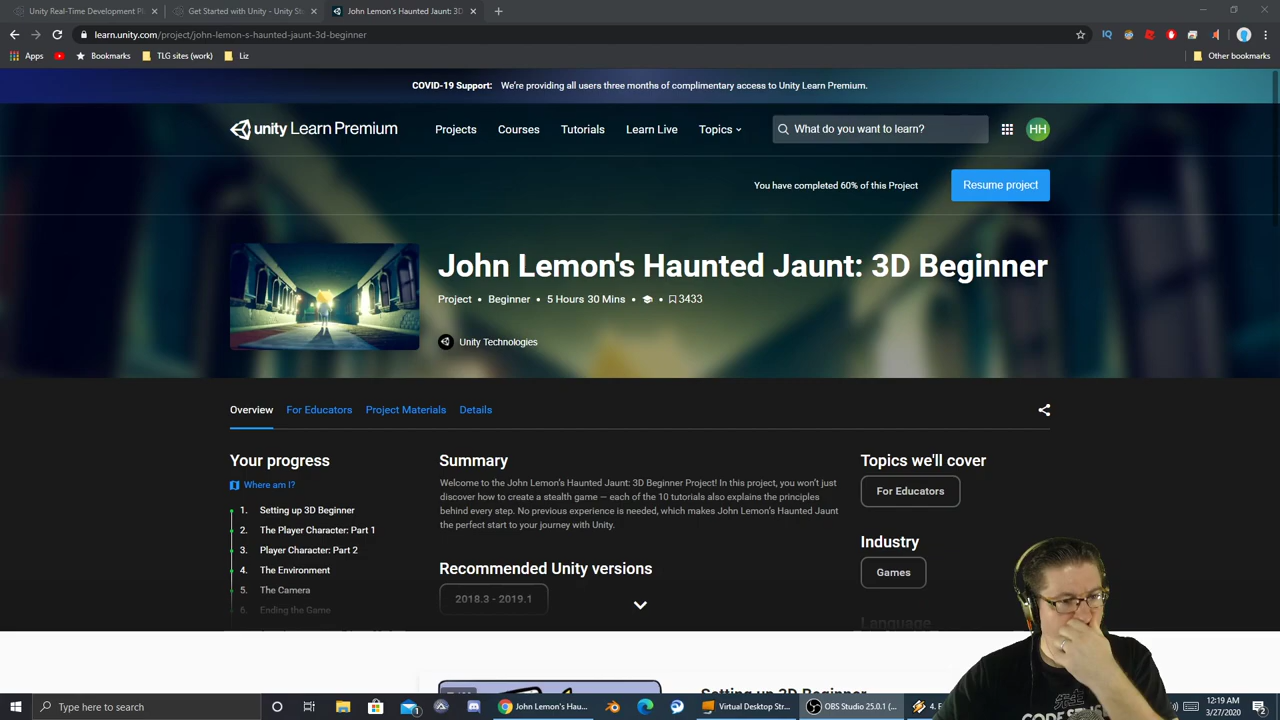 Unity Real-Time Development Pl
Get Started with Unity - Unity St
John Lemon's Haunted Jaunt: 3D
learn.unity.com/project/john-lemon-s-haunted-jaunt-3d-beginner
Apps
Bookmarks
TLG sites (work)
Liz
Other bookmarks
COVID-19 Support: We're providing all users three months of complimentary access to Unity Learn Premium.
unity Learn Premium
Projects
Courses
Tutorials
Learn Live
Topics
What do you want to learn?
HH
You have completed 60% of this Project
Resume project
John Lemon's Haunted Jaunt: 3D Beginner
Project • Beginner • 5 Hours 30 Mins • • 3433
Unity Technologies
Overview
For Educators
Project Materials
Details
Your progress
Where am I?
1. Setting up 3D Beginner
2. The Player Character: Part 1
3. Player Character: Part 2
4. The Environment
5. The Camera
6. Ending the Game
Summary
Welcome to the John Lemon's Haunted Jaunt: 3D Beginner Project! In this project, you won't just
discover how to create a stealth game — each of the 10 tutorials also explains the principles
behind every step. No previous experience is needed, which makes John Lemon's Haunted Jaunt
the perfect start to your journey with Unity.
Recommended Unity versions
2018.3 - 2019.1
Topics we'll cover
For Educators
Industry
Games
Language
Setting up 3D Beginner
Type here to search
John Lemon's Hau...
Virtual Desktop Str...
OBS Studio 25.0.1 (...
12:19 AM
3/27/2020